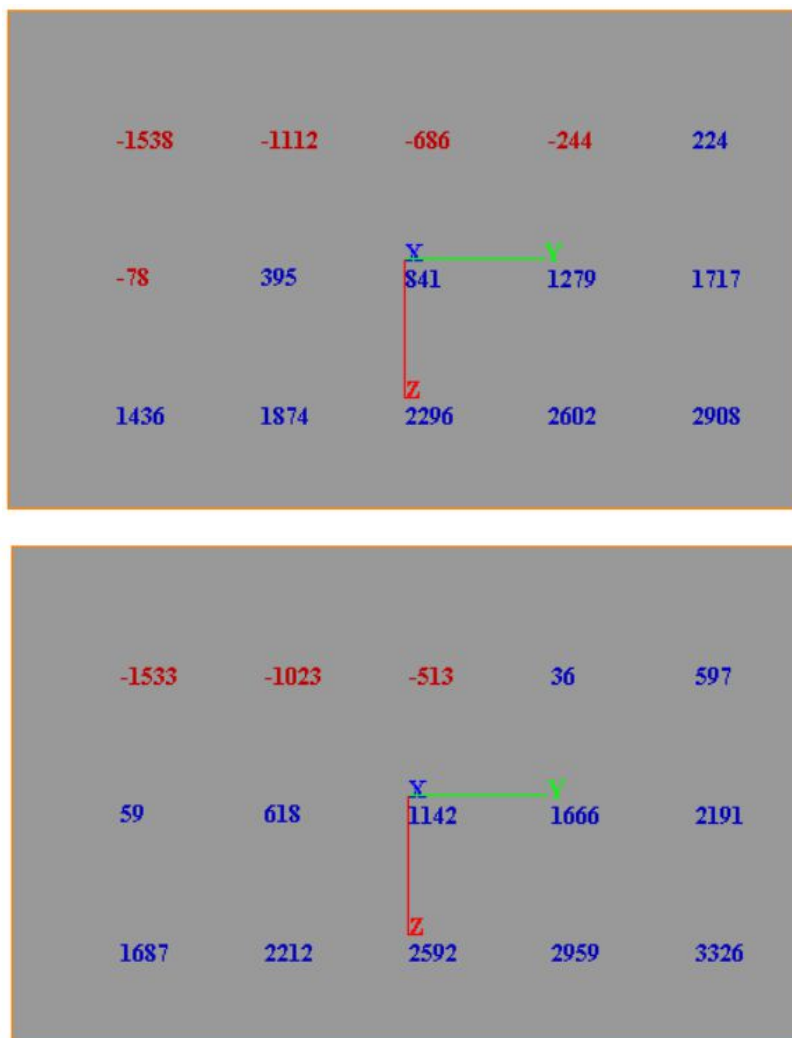 -1538 -1112 -686 -244 224
X Y
-78 395 841 1279 1717
Z
1436 1874 2296 2602 2908
-1533 -1023 -513 36 597
X Y
59 618 1142 1666 2191
Z
1687 2212 2592 2959 3326